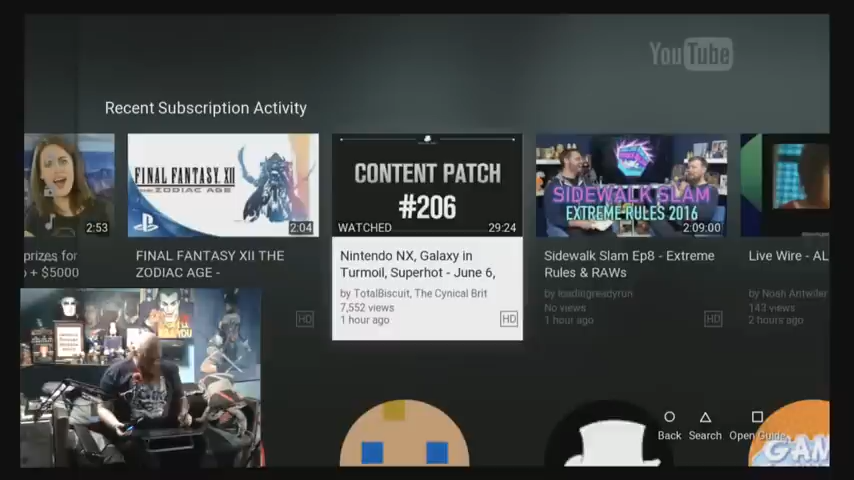 YouTube
Recent Subscription Activity
2:53
prizes for
o + $5000
FINAL FANTASY XII
THE ZODIAC AGE
2:04
FINAL FANTASY XII THE
ZODIAC AGE -
CONTENT PATCH
#206
WATCHED
29:24
Nintendo NX, Galaxy in
Turmoil, Superhot - June 6,
by TotalBiscuit, The Cynical Brit
7,552 views
1 hour ago
HD
HD
SIDEWALK SLAM
EXTREME RULES 2016
2:09:00
Sidewalk Slam Ep8 - Extreme
Rules & RAWs
by loadingreadyrun
No views
1 hour ago
HD
Live Wire - AL
by Noah Antwiler
143 views
2 hours ago
Back
Search
Open Guide
GAM